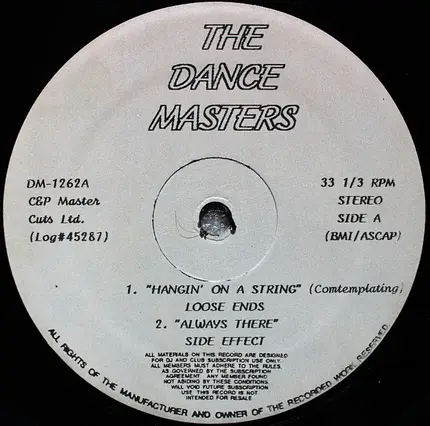 THE
DANCE
MASTERS
DM-1262A
C&P Master
Cuts Ltd.
(Log#45287)
33 1/3 RPM
STEREO
SIDE A
(BMI/ASCAP)
1. "HANGIN' ON A STRING" (Comtemplating)
LOOSE ENDS
2. "ALWAYS THERE"
SIDE EFFECT
ALL MATERIALS ON THIS RECORD ARE DESIGNED
FOR DJ AND CLUB SUBSCRIPTION USE ONLY.
ALL MEMBERS MUST ADHERE TO THE RULES,
AS GOVERNED BY THE SUBSCRIPTION
AGREEMENT. ANY MEMBER FOUND
NOT ABIDING BY THESE CONDITIONS
WILL VOID FUTURE SUBSCRIPTION
USE THIS RECORD IS NOT
INTENDED FOR RESALE
ALL RIGHTS OF THE MANUFACTURER AND OWNER OF THE RECORDED WORK RESERVED